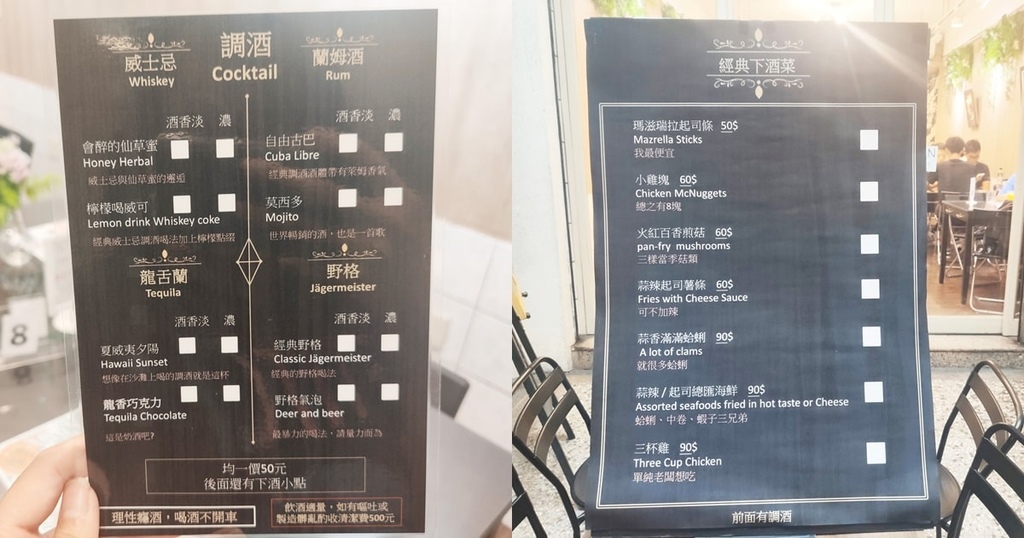 調酒
Cocktail
威士忌
Whiskey
酒香淡 濃
會醉的仙草蜜
Honey Herbal
威士忌與仙草蜜的邂逅
檸檬喝威可
Lemon drink Whiskey coke
經典威士忌調酒喝法加上檸檬點綴
龍舌蘭
Tequila
酒香淡 濃
夏威夷夕陽
Hawaii Sunset
想像在沙灘上喝的調酒就是這杯
龍香巧克力
Tequila Chocolate
這是奶酒吧?
蘭姆酒
Rum
酒香淡 濃
自由古巴
Cuba Libre
經典調酒酒體帶有萊姆香氣
莫西多
Mojito
世界暢銷的酒，也是一首歌
野格
Jägermeister
酒香淡 濃
經典野格
Classic Jägermeister
經典的野格喝法
野格氣泡
Deer and beer
最暴力的喝法，請量力而為
均一價50元
後面還有下酒小點
理性癮酒，喝酒不開車
飲酒適量，如有嘔吐或
製造髒亂酌收清潔費500元
8
經典下酒菜
瑪滋瑞拉起司條 50$
Mazrella Sticks
我最便宜
小雞塊 60$
Chicken McNuggets
總之有8塊
火紅百香煎菇 60$
pan-fry mushrooms
三樣當季菇類
蒜辣起司薯條 60$
Fries with Cheese Sauce
可不加辣
蒜香滿滿蛤蜊 90$
A lot of clams
就很多蛤蜊
蒜辣/起司總匯海鮮 90$
Assorted seafoods fried in hot taste or Cheese
蛤蜊、中卷、蝦子三兄弟
三杯雞 90$
Three Cup Chicken
單純老闆想吃
前面有調酒